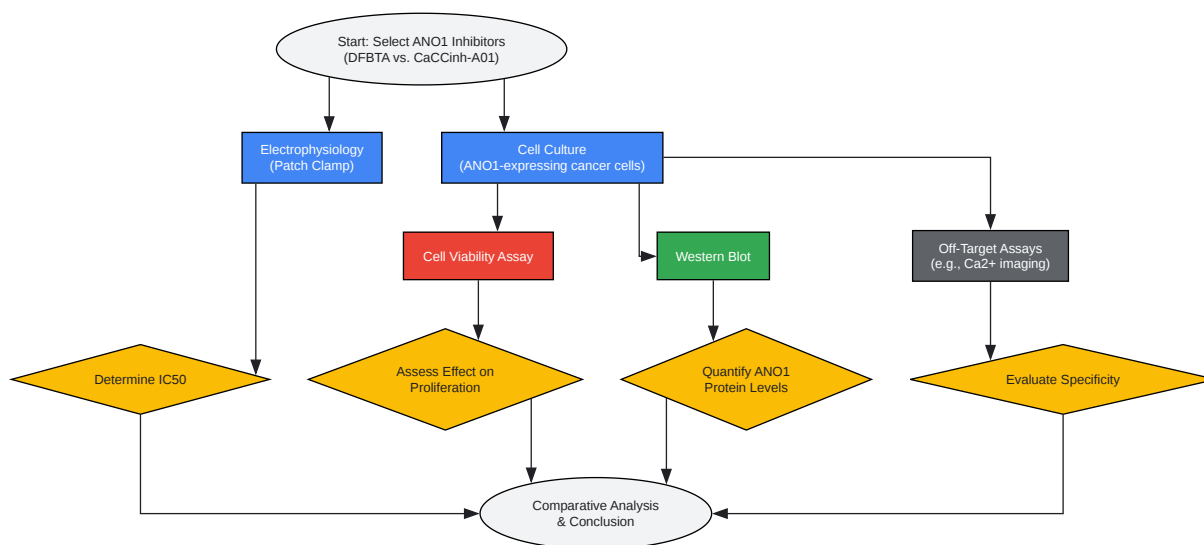 Start: Select ANO1 Inhibitors
(DFBTA vs. CaCCinh-A01)
Electrophysiology
(Patch Clamp)
Cell Culture
(ANO1-expressing cancer cells)
Cell Viability Assay
Western Blot
Off-Target Assays
(e.g., Ca2+ imaging)
Determine IC50
Assess Effect on
Proliferation
Quantify ANO1
Protein Levels
Evaluate Specificity
Comparative Analysis
& Conclusion